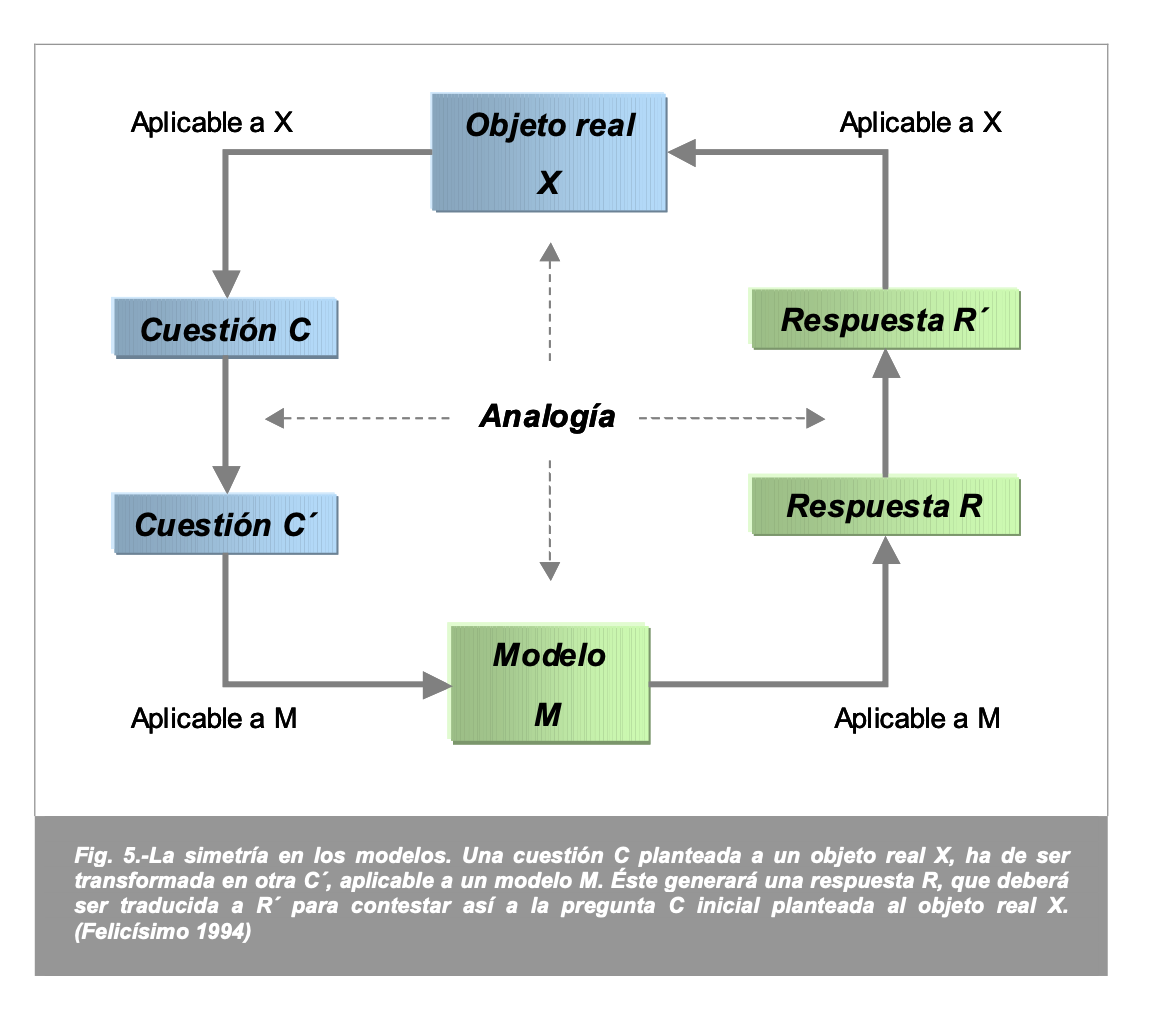 Aplicable a X
Objeto real
X
Aplicable a X
Cuestión C
Respuesta R´
Analogía
Cuestión C´
Respuesta R
Modelo
M
Aplicable a M
Aplicable a M
Fig. 5.-La simetría en los modelos. Una cuestión C planteada a un objeto real X, ha de ser
transformada en otra C´, aplicable a un modelo M. Éste generará una respuesta R, que deberá
ser traducida a R´ para contestar así a la pregunta C inicial planteada al objeto real X.
(Felicísimo 1994)